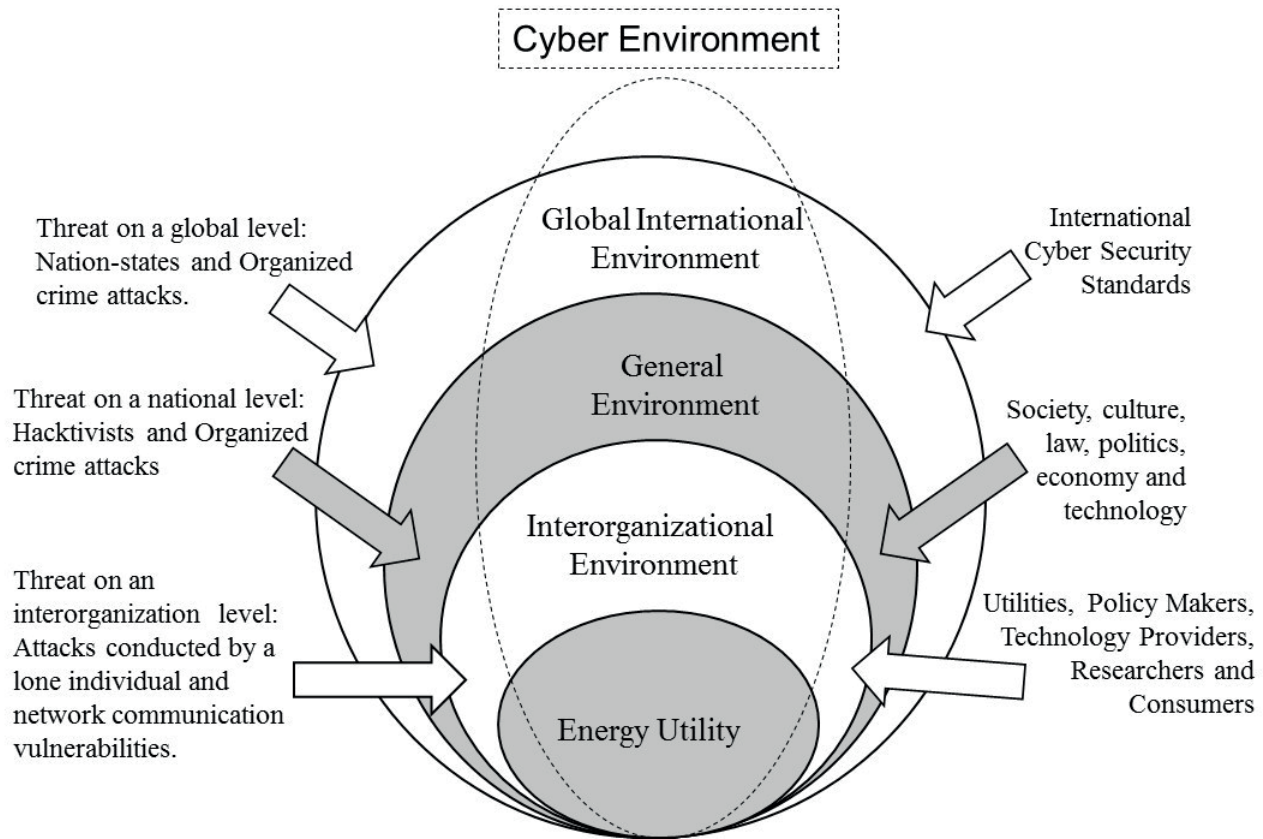 Cyber Environment
Global International
Environment
General
Environment
Interorganizational
Environment
Energy Utility
Threat on a global level:
Nation-states and Organized
crime attacks.
Threat on a national level:
Hacktivists and Organized
crime attacks
Threat on an
interorganization level:
Attacks conducted by a
lone individual and
network communication
vulnerabilities.
International
Cyber Security
Standards
Society, culture,
law, politics,
economy and
technology
Utilities, Policy Makers,
Technology Providers,
Researchers and
Consumers